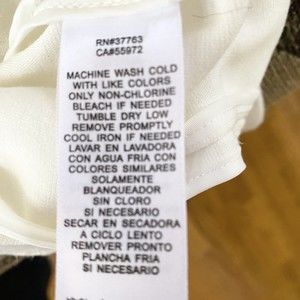 RN#37763
CA#55972
MACHINE WASH COLD
WITH LIKE COLORS
ONLY NON-CHLORINE
BLEACH IF NEEDED
TUMBLE DRY LOW
REMOVE PROMPTLY
COOL IRON IF NEEDED
LAVAR EN LAVADORA
CON AGUA FRIA CON
COLORES SIMILARES
SOLAMENTE
BLANQUEADOR
SIN CLORO
SI NECESARIO
SECAR EN SECADORA
A CICLO LENTO
REMOVER PRONTO
PLANCHA FRIA
SI NECESARIO